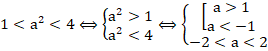 1 < a² < 4 ⇔ { a² > 1 ; a² < 4 ⇔ { [ a > 1 ; a < −1 ; −2 < a < 2